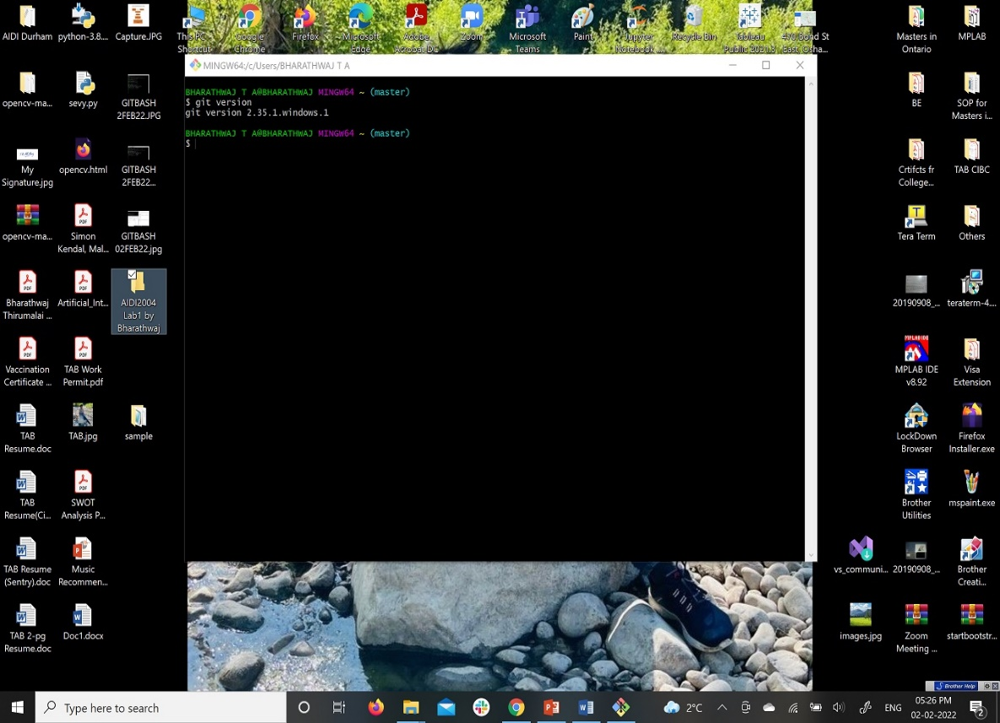 AIDI Durham
python-3.8....
Capture.JPG
This PC
Shortcut
Google
Chrome
Firefox
Microsoft
Edge
Adobe
Acrobat DC
Zoom
Microsoft
Teams
Paint
Jupyter
Notebook ...
Recycle Bin
Tableau
Public 2021.3
470 Bond St
East, Osha...
Masters in
Ontario
MPLAB
MINGW64:/c/Users/BHARATHWAJ T A
BHARATHWAJ T A@BHARATHWAJ MINGW64 ~ (master)
$ git version
git version 2.35.1.windows.1
BHARATHWAJ T A@BHARATHWAJ MINGW64 ~ (master)
$
opencv-ma...
sevy.py
GITBASH
2FEB22.JPG
BE
SOP for
Masters i...
My
Signature.jpg
opencv.html
GITBASH
2FEB22...
Crtifcts fr
College...
TAB CIBC
opencv-ma...
Simon
Kendal, Mal...
GITBASH
02FEB22.jpg
Tera Term
Others
Bharathwaj
Thirumalai ...
Artificial_Int...
AIDI2004
Lab1 by
Bharathwaj
20190908_...
teraterm-4....
Vaccination
Certificate ...
TAB Work
Permit.pdf
MPLAB IDE
v8.92
Visa
Extension
TAB
Resume.doc
TAB.jpg
sample
LockDown
Browser
Firefox
Installer.exe
TAB
Resume(Ci...
SWOT
Analysis P...
Brother
Utilities
mspaint.exe
TAB Resume
(Sentry).doc
Music
Recommen...
vs_communi...
20190908_...
Brother
Creati...
TAB 2-pg
Resume.doc
Doc1.docx
images.jpg
Zoom
Meeting ...
startbootstr...
Brother Help
Type here to search
2°C
ENG
05:26 PM
02-02-2022
2